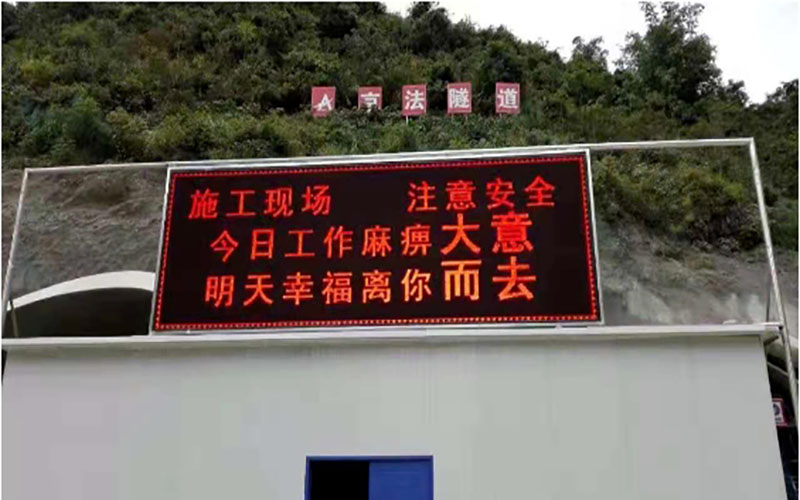 A亨法隧道
施工现场 注意安全
今日工作麻痹大意
明天幸福离你而去